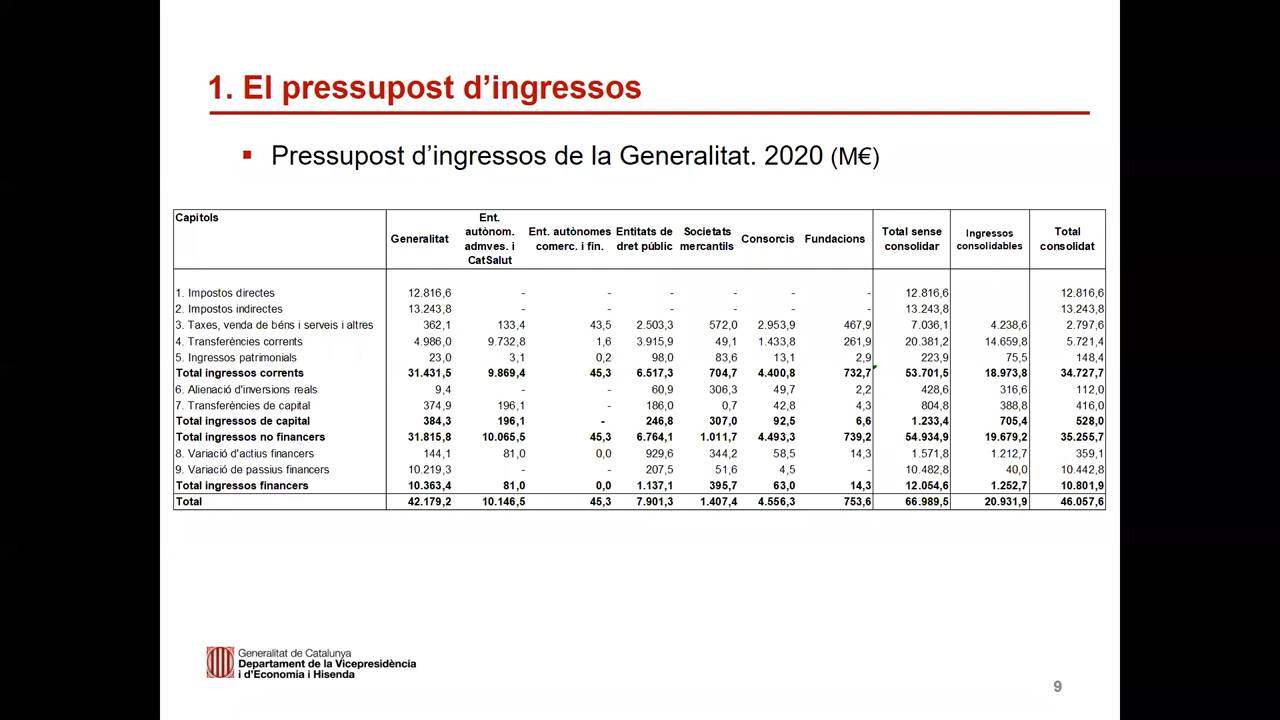 1. El pressupost d’ingressos
▪ Pressupost d’ingressos de la Generalitat. 2020 (M€)
Capítols Generalitat Ent. autònom. admves. i CatSalut Ent. autònomes comerc. i fin. Entitats de dret públic Societats mercantils Consorcis Fundacions Total sense consolidar Ingressos consolidables Total consolidat
1. Impostos directes 12.816,6 - - - - - - 12.816,6 12.816,6
2. Impostos indirectes 13.243,8 - - - - - - 13.243,8 13.243,8
3. Taxes, venda de béns i serveis i altres 362,1 133,4 43,5 2.503,3 572,0 2.953,9 467,9 7.036,1 4.238,6 2.797,6
4. Transferències corrents 4.986,0 9.732,8 1,6 3.915,9 49,1 1.433,8 261,9 20.381,2 14.659,8 5.721,4
5. Ingressos patrimonials 23,0 3,1 0,2 98,0 83,6 13,1 2,9 223,9 75,5 148,4
Total ingressos corrents 31.431,5 9.869,4 45,3 6.517,3 704,7 4.400,8 732,7 53.701,5 18.973,8 34.727,7
6. Alienació d'inversions reals 9,4 - - 60,9 306,3 49,7 2,2 428,6 316,6 112,0
7. Transferències de capital 374,9 196,1 - 186,0 0,7 42,8 4,3 804,8 388,8 416,0
Total ingressos de capital 384,3 196,1 - 246,8 307,0 92,5 6,6 1.233,4 705,4 528,0
Total ingressos no financers 31.815,8 10.065,5 45,3 6.764,1 1.011,7 4.493,3 739,2 54.934,9 19.679,2 35.255,7
8. Variació d'actius financers 144,1 81,0 0,0 929,6 344,2 58,5 14,3 1.571,8 1.212,7 359,1
9. Variació de passius financers 10.219,3 - - 207,5 51,6 4,5 - 10.482,8 40,0 10.442,8
Total ingressos financers 10.363,4 81,0 0,0 1.137,1 395,7 63,0 14,3 12.054,6 1.252,7 10.801,9
Total 42.179,2 10.146,5 45,3 7.901,3 1.407,4 4.556,3 753,6 66.989,5 20.931,9 46.057,6
Generalitat de Catalunya
Departament de la Vicepresidència
i d'Economia i Hisenda
9